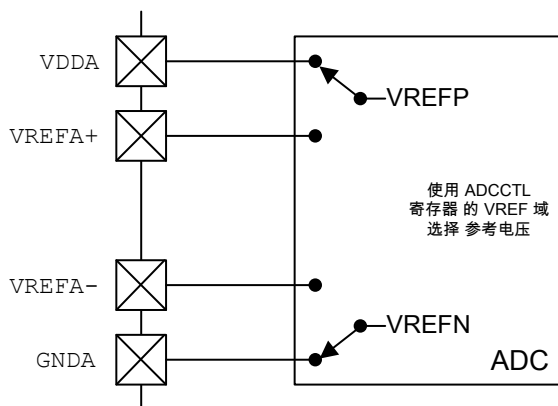 VDDA
VREFP
VREFA+
使用 ADCCTL
寄存器 的 VREF 域
选择 参考电压
VREFA-
VREFN
GNDA
ADC